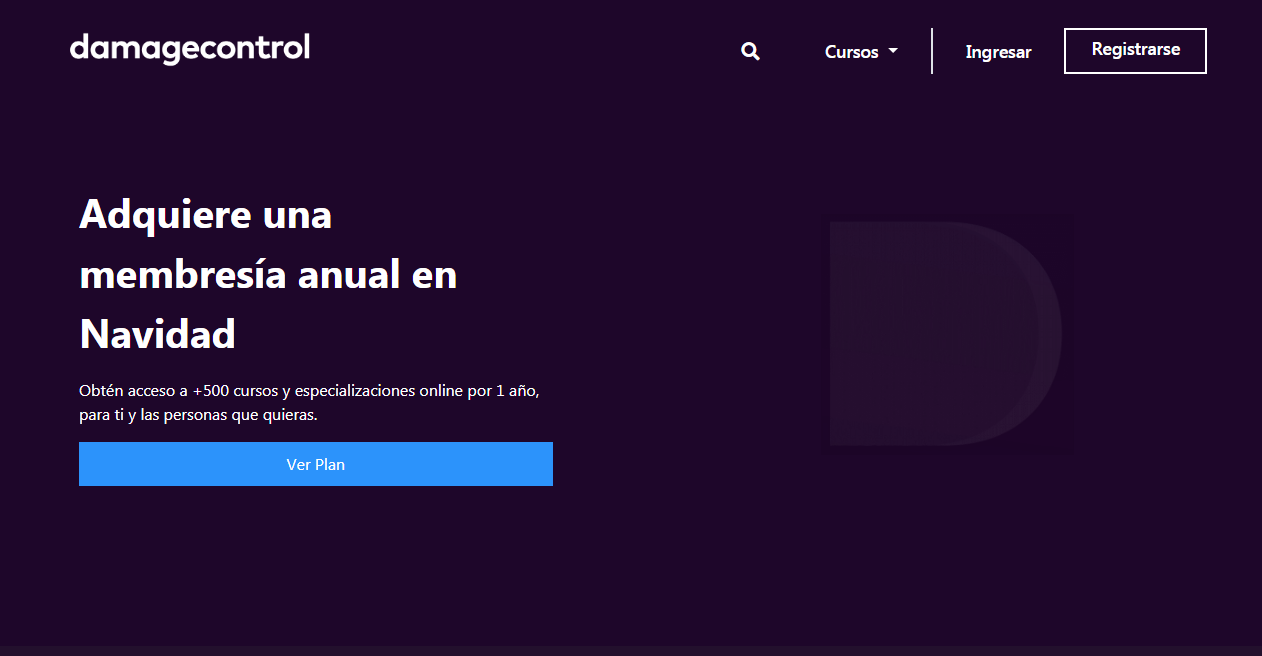 damagecontrol
Cursos
Ingresar
Registrarse
Adquiere una
membresía anual en
Navidad
Obtén acceso a +500 cursos y especializaciones online por 1 año,
para ti y las personas que quieras.
Ver Plan